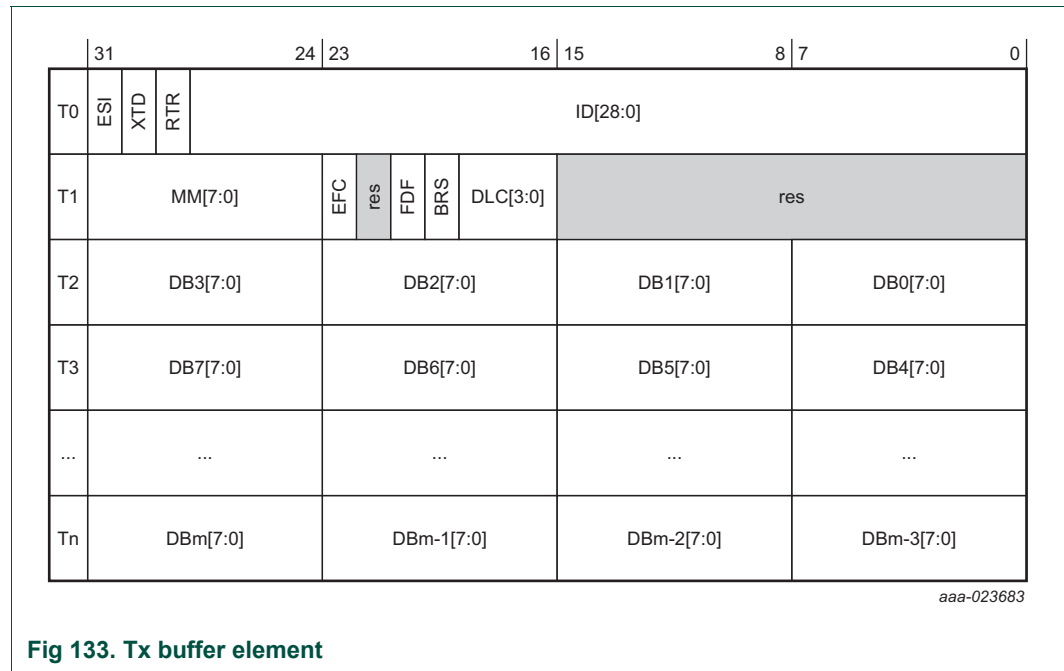 31 24 23 16 15 8 7 0
T0 ESI XTD RTR ID[28:0]
T1 MM[7:0] EFC res FDF BRS DLC[3:0] res
T2 DB3[7:0] DB2[7:0] DB1[7:0] DB0[7:0]
T3 DB7[7:0] DB6[7:0] DB5[7:0] DB4[7:0]
... ... ... ... ...
Tn DBm[7:0] DBm-1[7:0] DBm-2[7:0] DBm-3[7:0]
aaa-023683
Fig 133. Tx buffer element